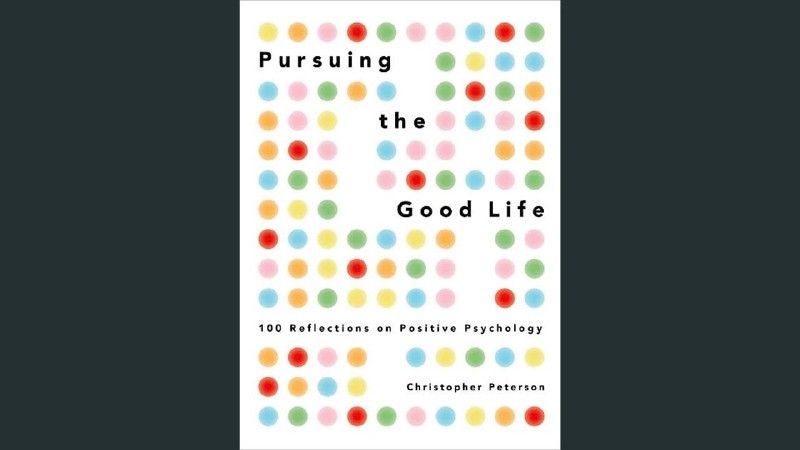 Pursuing
the
Good Life
100 Reflections on Positive Psychology
Christopher Peterson